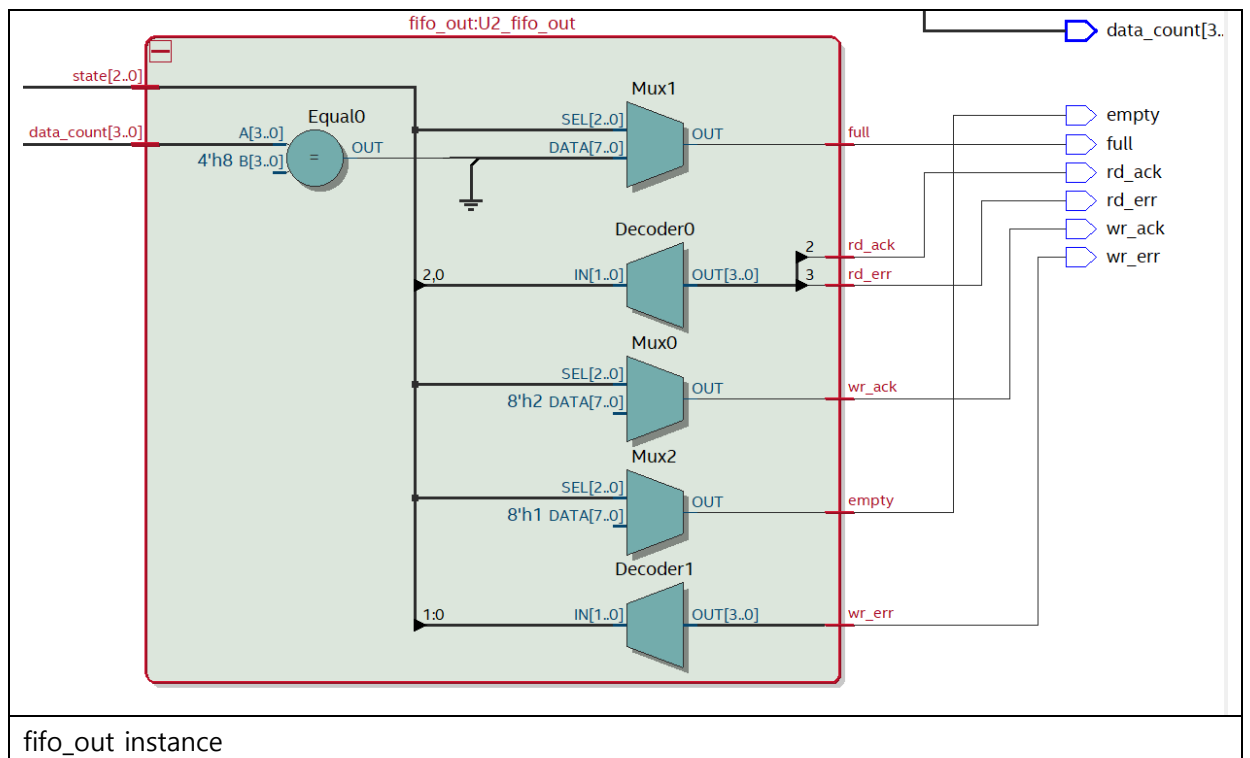 fifo_out:U2_fifo_out
data_count[3..
state[2..0]
Mux1
empty
Equal0
SEL[2..0]
full
data_count[3..0]
A[3..0]
OUT
DATA[7..0]
OUT
full
4'h8 B[3..0]
=
rd_ack
rd_err
Decoder0
wr_ack
2
rd_ack
wr_err
2,0
IN[1..0]
OUT[3..0]
3
rd_err
Mux0
SEL[2..0]
OUT
wr_ack
8'h2 DATA[7..0]
Mux2
SEL[2..0]
OUT
empty
8'h1 DATA[7..0]
Decoder1
1:0
IN[1..0]
OUT[3..0]
wr_err
fifo_out instance